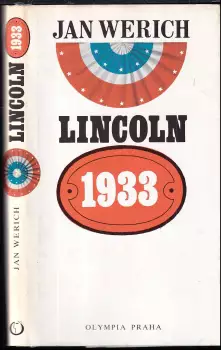 JAN WERICH
LINCOLN
1933
OLYMPIA PRAHA
JAN WERICH
LINCOLN
1933